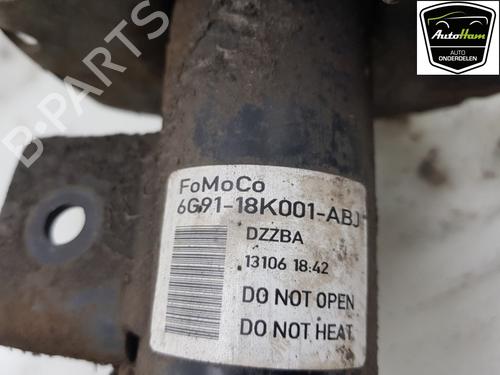 AutoHam
AUTO
ONDERDELEN
B-PARTS
FoMoCo
6G91-18K001-ABJ
DZZBA
13106 18:42
DO NOT OPEN
DO NOT HEAT